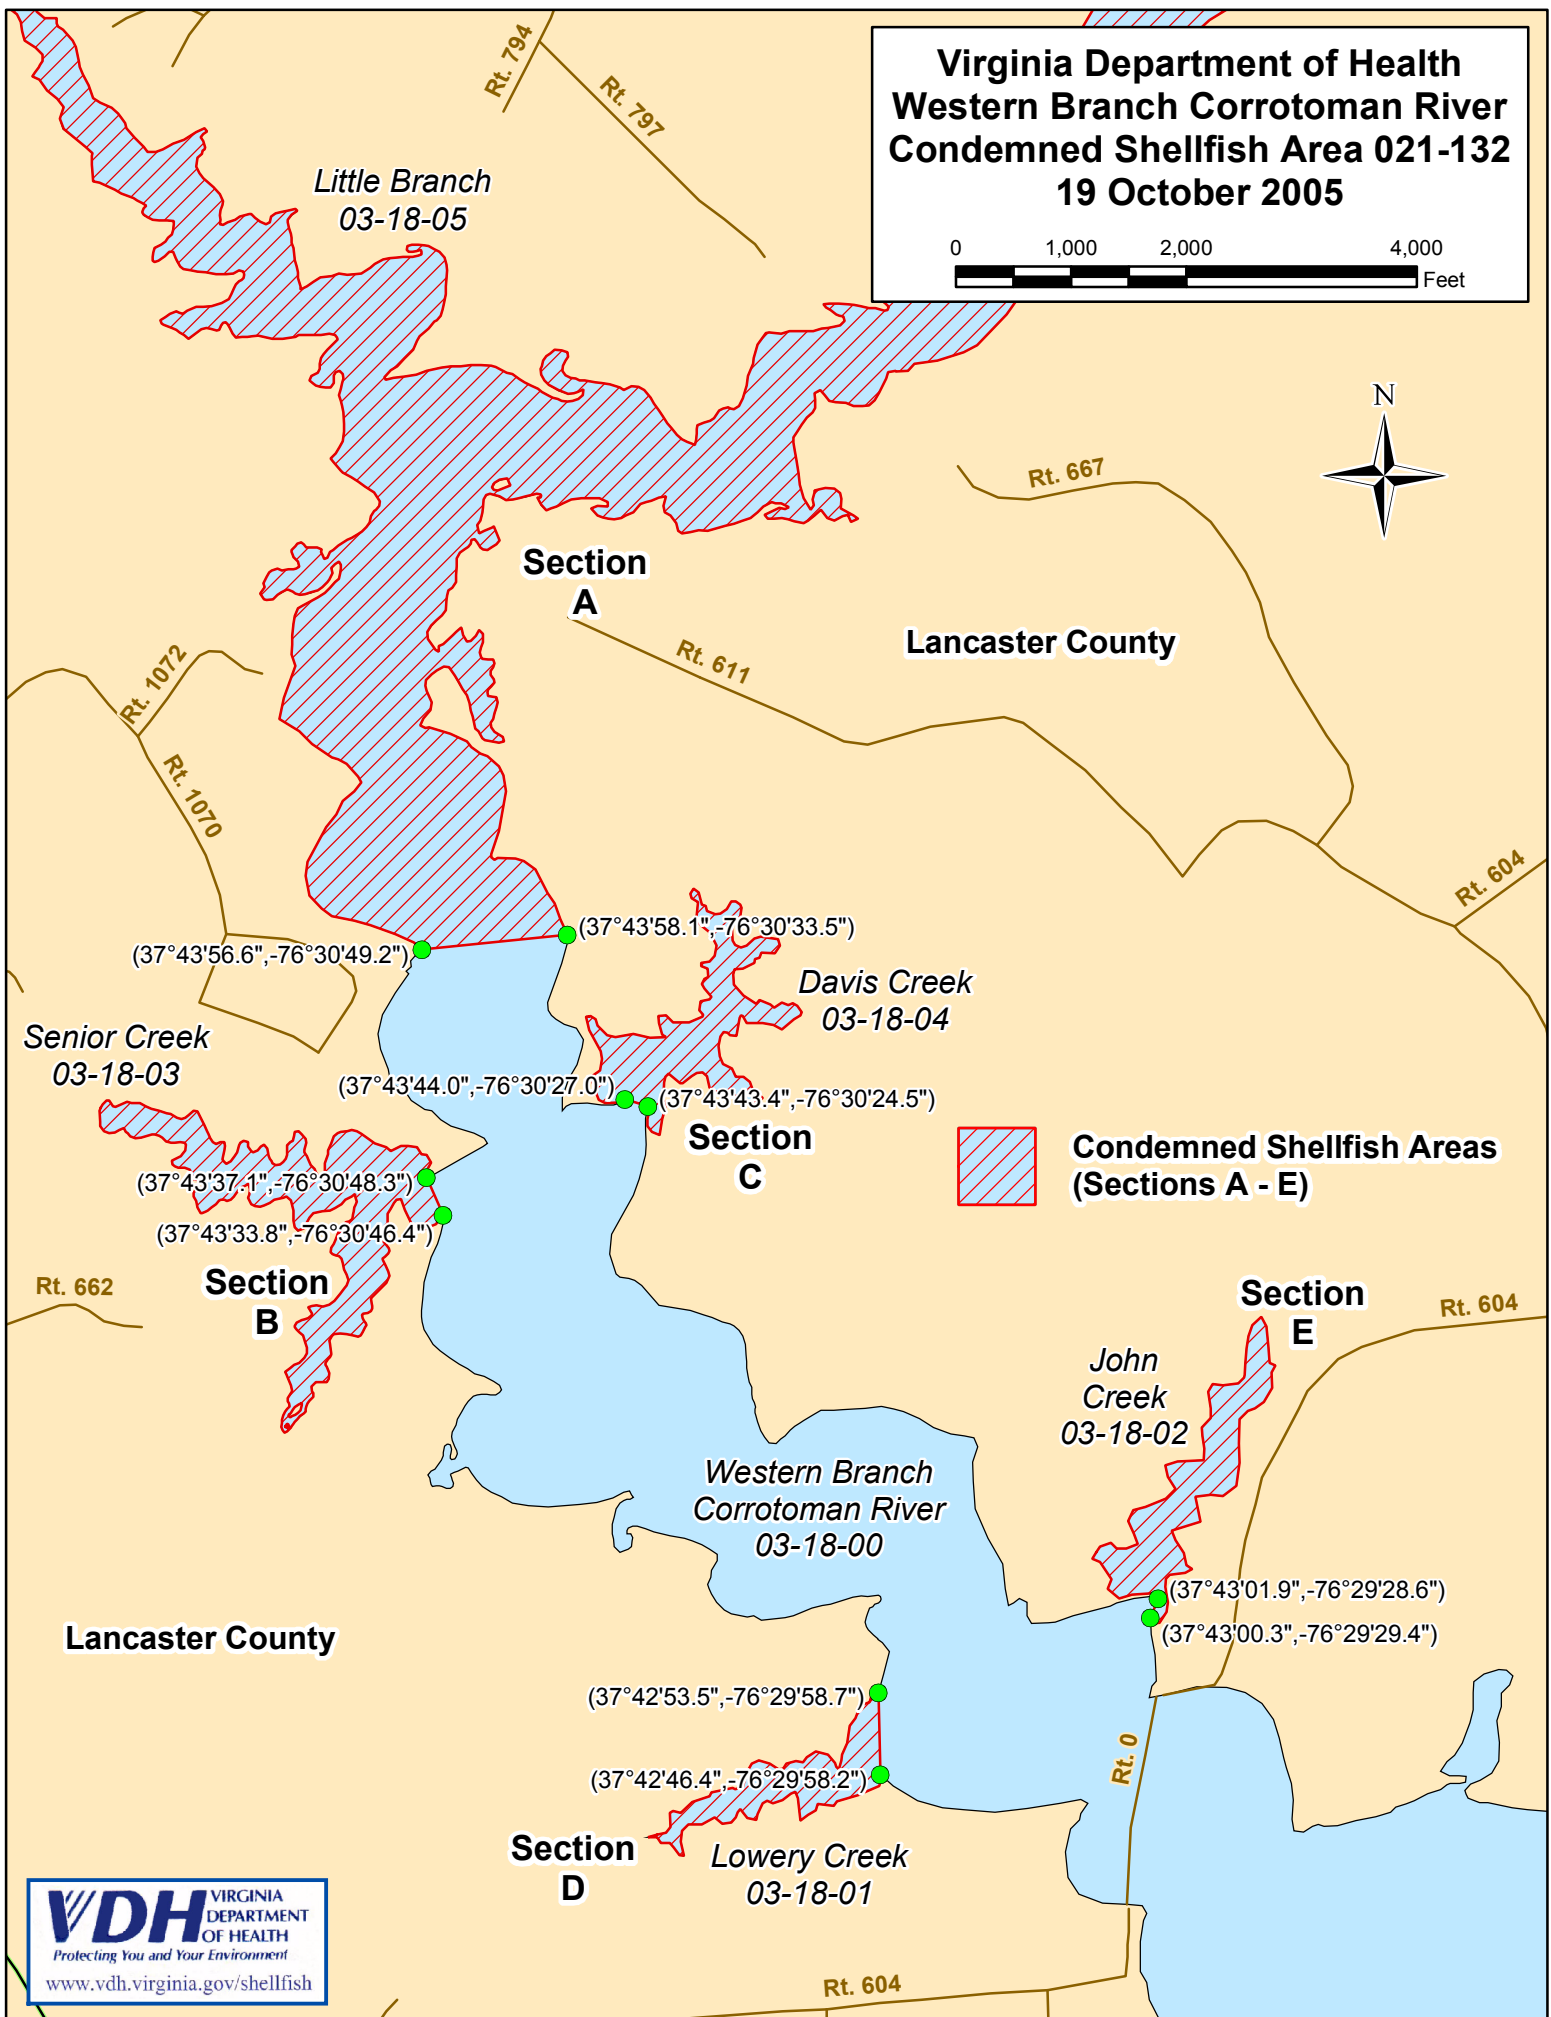 Virginia Department of Health
Western Branch Corrotoman River
Condemned Shellfish Area 021-132
19 October 2005
0 1,000 2,000 4,000
Feet
Rt. 794
Rt. 797
Little Branch
03-18-05
N
Rt. 667
Section
A
Lancaster County
Rt. 611
Rt. 1072
Rt. 1070
Rt. 604
(37°43'58.1",-76°30'33.5")
(37°43'56.6",-76°30'49.2")
Davis Creek
03-18-04
Senior Creek
03-18-03
(37°43'44.0",-76°30'27.0")
(37°43'43.4",-76°30'24.5")
Section
C
Condemned Shellfish Areas
(Sections A - E)
(37°43'37.1",-76°30'48.3")
(37°43'33.8",-76°30'46.4")
Section
B
Rt. 662
Section
E
Rt. 604
John
Creek
03-18-02
Western Branch
Corrotoman River
03-18-00
(37°43'01.9",-76°29'28.6")
(37°43'00.3",-76°29'29.4")
Lancaster County
(37°42'53.5",-76°29'58.7")
(37°42'46.4",-76°29'58.2")
Rt. 0
Section
D
Lowery Creek
03-18-01
VDH
VIRGINIA
DEPARTMENT
OF HEALTH
Protecting You and Your Environment
www.vdh.virginia.gov/shellfish
Rt. 604